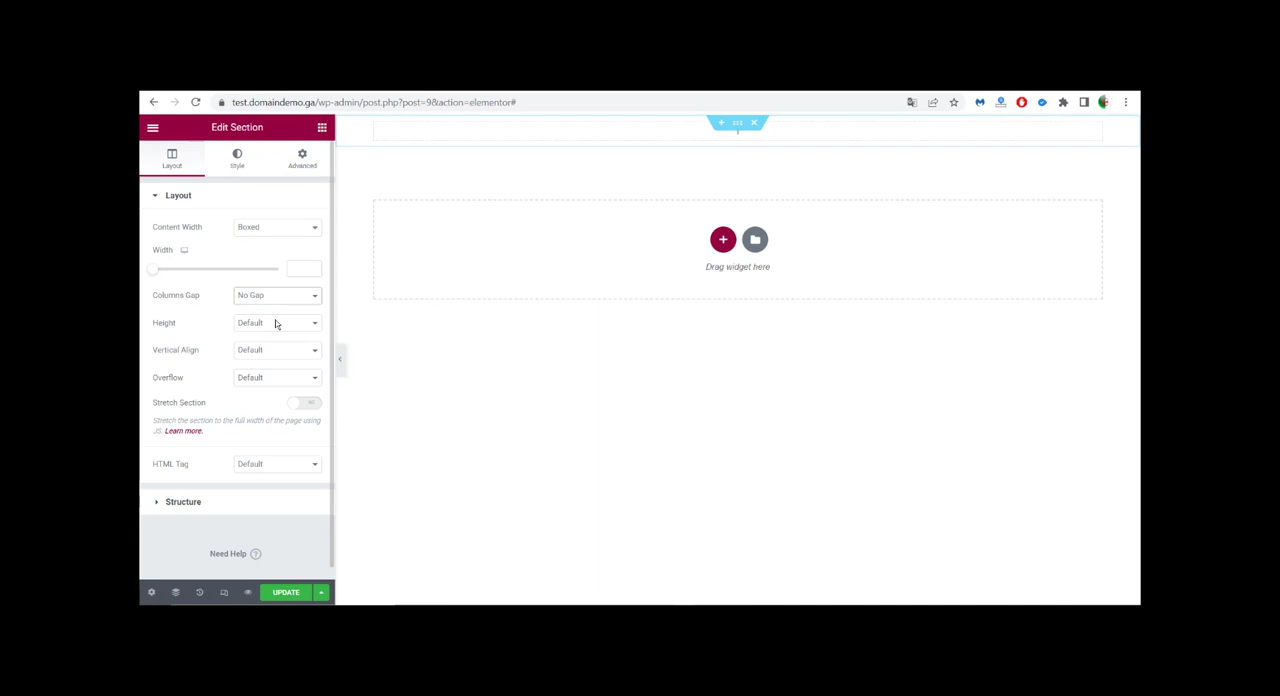 test.domaindemo.ga/wp-admin/post.php?post=9&action=elementor#
Edit Section
Layout
Style
Advanced
Layout
Content Width
Boxed
Width
Columns Gap
No Gap
Height
Default
Vertical Align
Default
Overflow
Default
Stretch Section
Stretch the section to the full width of the page using
JS. Learn more.
HTML Tag
Default
Structure
Need Help
UPDATE
Drag widget here